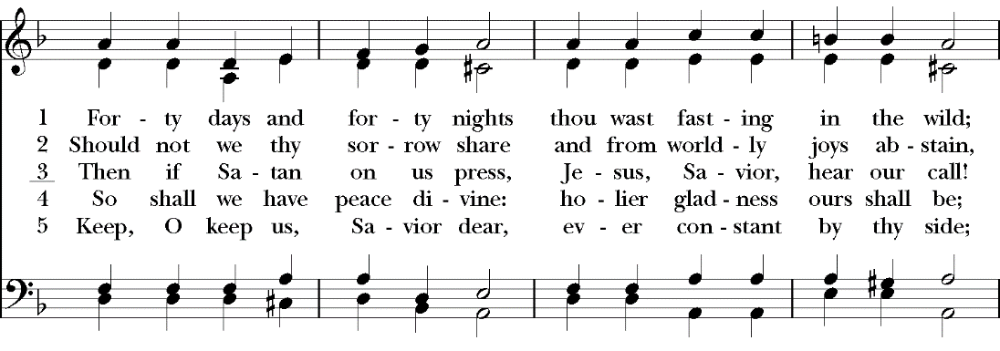 1 For - ty days and for - ty nights thou wast fast - ing in the wild;
2 Should not we thy sor - row share and from world - ly joys ab - stain,
3 Then if Sa - tan on us press, Je - sus, Sa - vior, hear our call!
4 So shall we have peace di - vine: ho - lier glad - ness ours shall be;
5 Keep, O keep us, Sa - vior dear, ev - er con - stant by thy side;